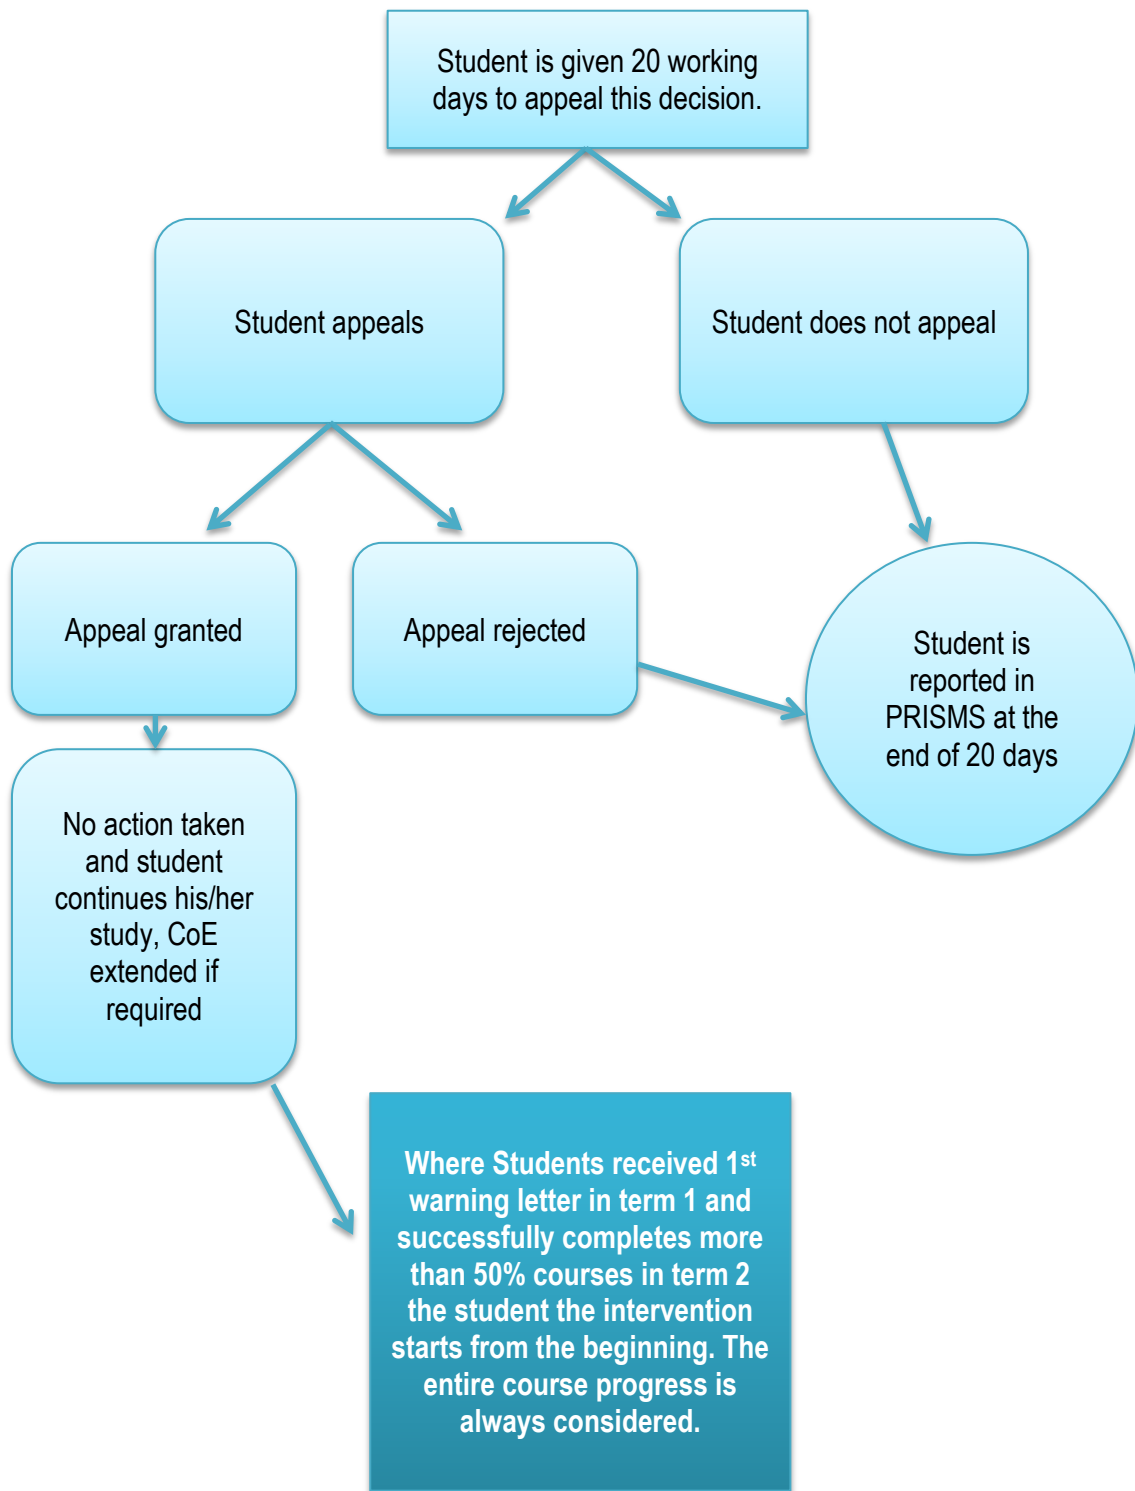 Student is given 20 working
days to appeal this decision.
Student appeals
Student does not appeal
Appeal granted
Appeal rejected
Student is
reported in
PRISMS at the
end of 20 days
No action taken
and student
continues his/her
study, CoE
extended if
required
Where Students received 1st
warning letter in term 1 and
successfully completes more
than 50% courses in term 2
the student the intervention
starts from the beginning. The
entire course progress is
always considered.